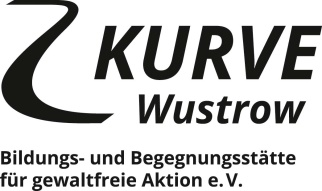 KURVE
Wustrow
Bildungs- und Begegnungsstätte
für gewaltfreie Aktion e.V.